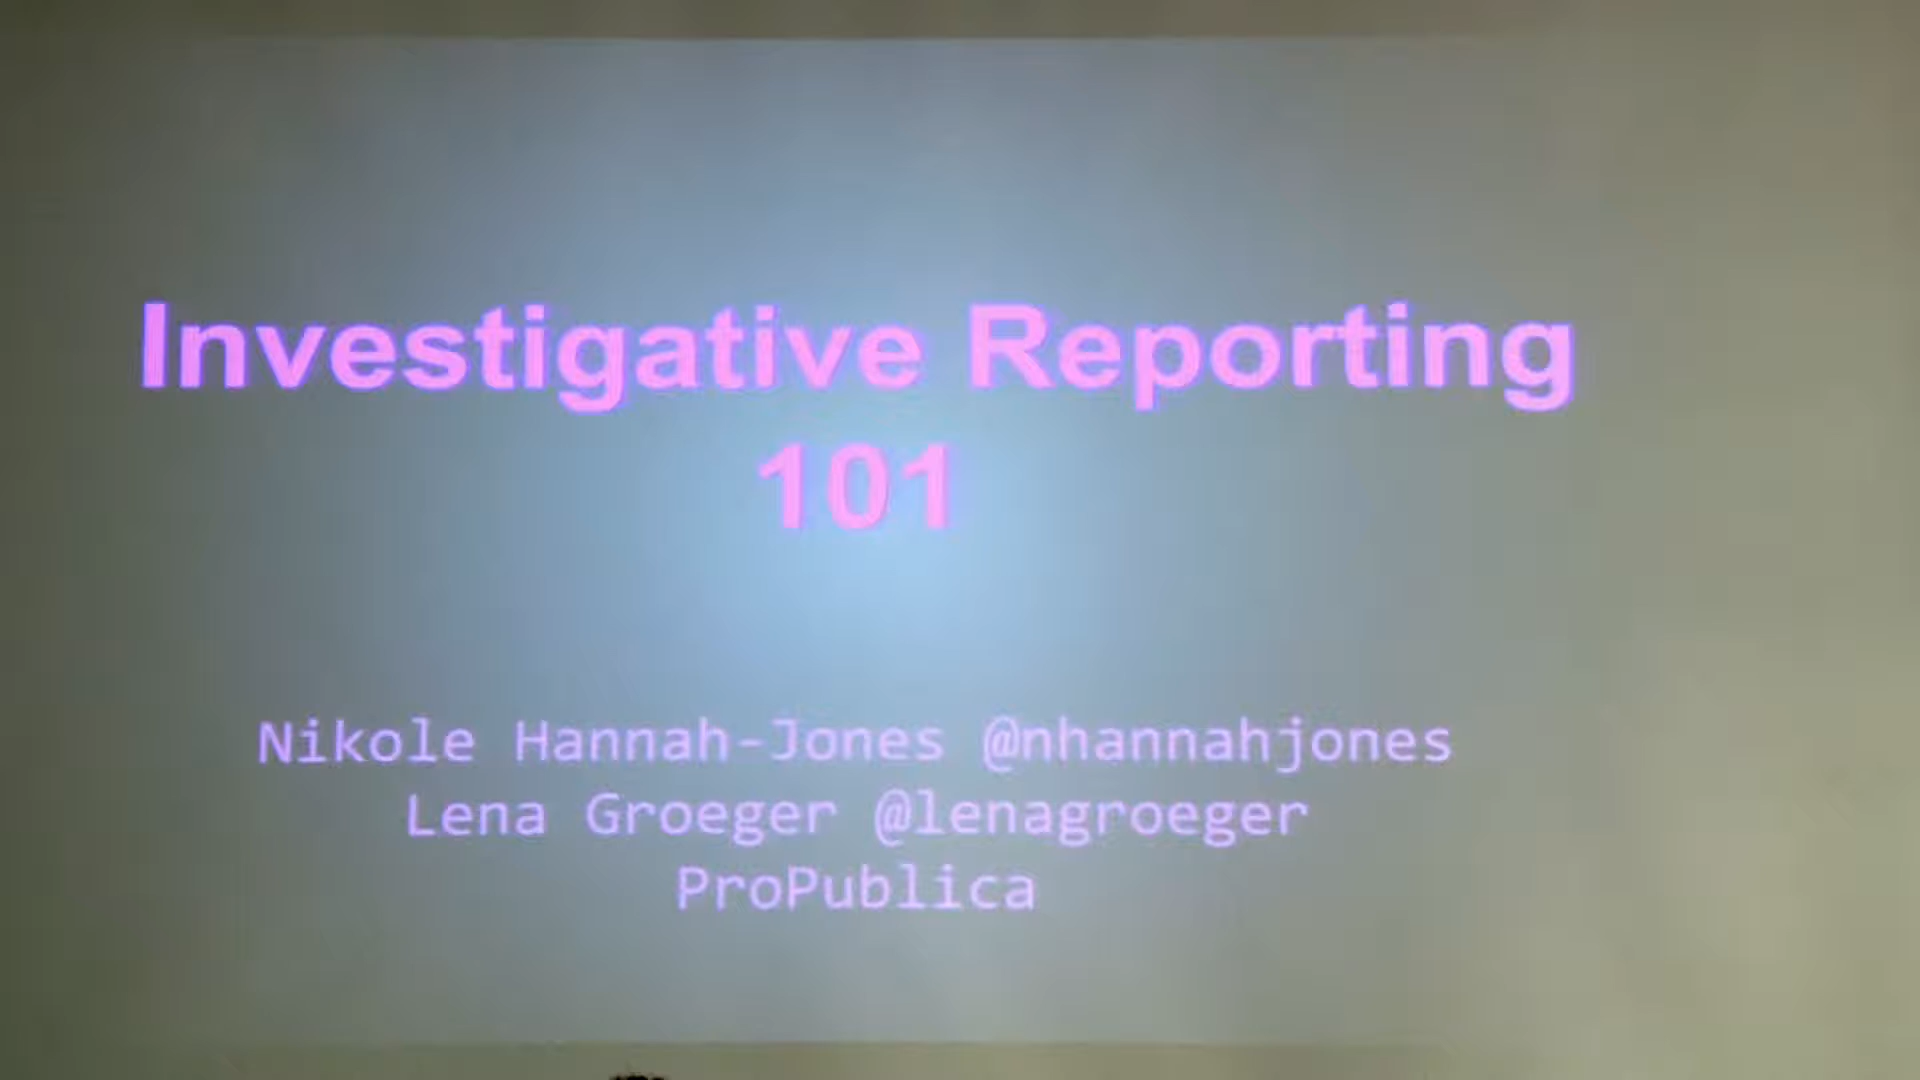 Investigative Reporting
101
Nikole Hannah-Jones @nhannahjones
Lena Groeger @lenagroeger
ProPublica